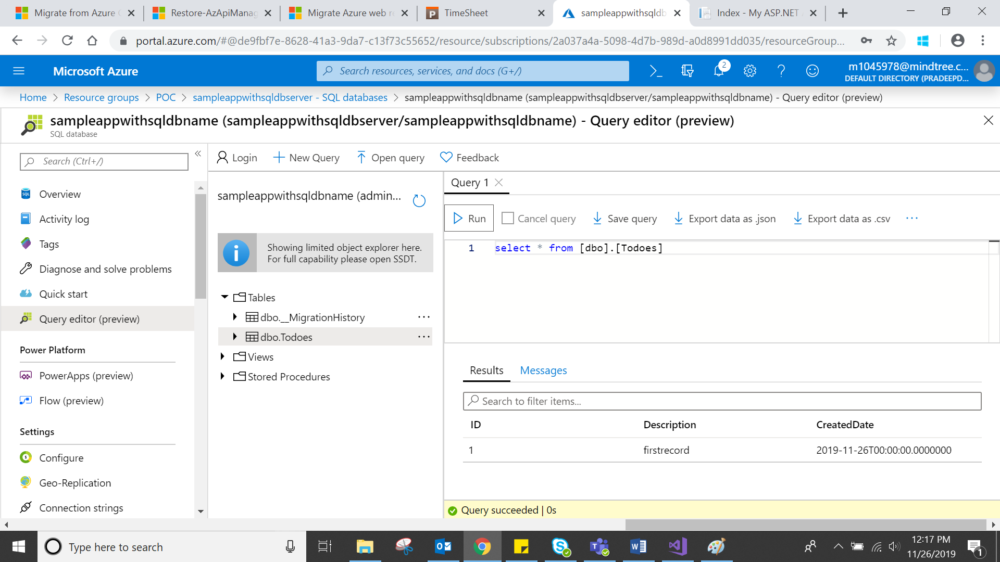 Migrate from Azure
Restore-AzApiManag
Migrate Azure web re
TimeSheet
sampleappwithsqldb
Index - My ASP.NET
portal.azure.com/#@de9fbf7e-8628-41a3-9da7-c13f73c55652/resource/subscriptions/2a037a4a-5098-4d7b-989d-a0d8991dd035/resourceGroup...
Microsoft Azure
Search resources, services, and docs (G+/)
2
m1045978@mindtree.c...
DEFAULT DIRECTORY (PRADEEPD...
Home > Resource groups > POC > sampleappwithsqldbserver - SQL databases > sampleappwithsqldbname (sampleappwithsqldbserver/sampleappwithsqldbname) - Query editor (preview)
sampleappwithsqldbname (sampleappwithsqldbserver/sampleappwithsqldbname) - Query editor (preview)
SQL database
Search (Ctrl+/)
Overview
Activity log
Tags
Diagnose and solve problems
Quick start
Query editor (preview)
Power Platform
PowerApps (preview)
Flow (preview)
Settings
Configure
Geo-Replication
Connection strings
Login
New Query
Open query
Feedback
sampleappwithsqldbname (admin...
Showing limited object explorer here.
For full capability please open SSDT.
Tables
dbo.__MigrationHistory ...
dbo.Todoes ...
Views
Stored Procedures
Query 1
Run
Cancel query
Save query
Export data as .json
Export data as .csv
...
1 select * from [dbo].[Todoes]
Results Messages
Search to filter items...
ID Description CreatedDate
1 firstrecord 2019-11-26T00:00:00.0000000
Query succeeded | 0s
Type here to search
12:17 PM
11/26/2019
1